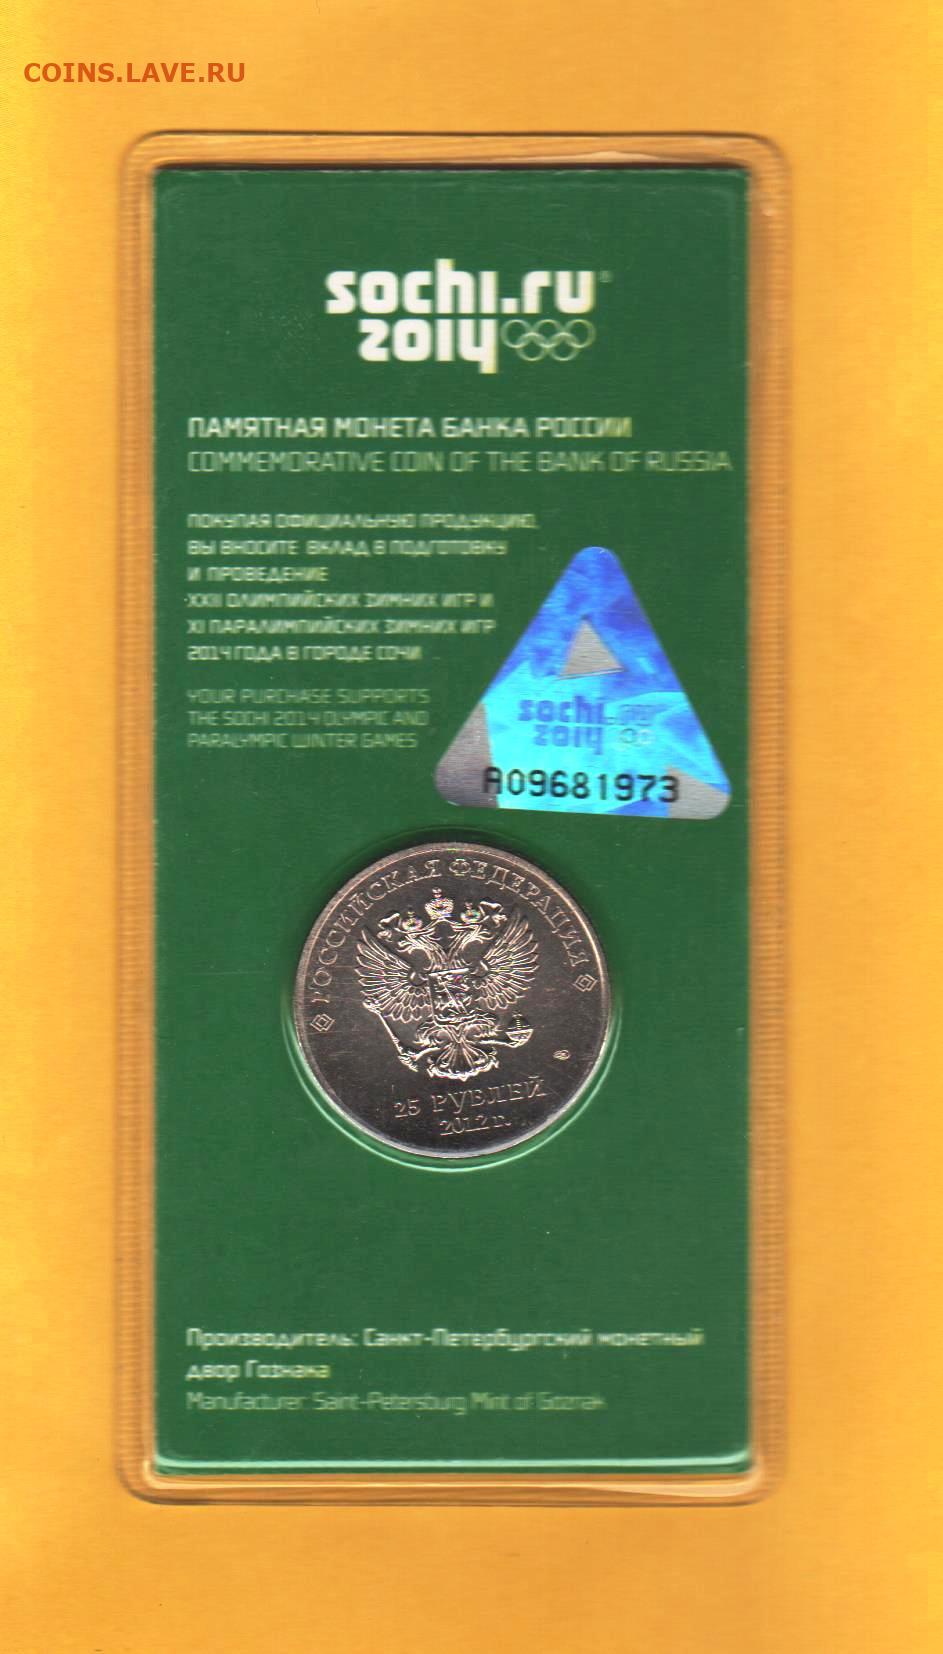 COINS.LAVE.RU
sochi.ru
2014
ПАМЯТНАЯ МОНЕТА БАНКА РОССИИ
COMMEMORATIVE COIN OF THE BANK OF RUSSIA
ПОКУПАЯ ОФИЦИАЛЬНУЮ ПРОДУКЦИЮ,
ВЫ ВНОСИТЕ ВКЛАД В ПОДГОТОВКУ
И ПРОВЕДЕНИЕ
XXII ОЛИМПИЙСКИХ ЗИМНИХ ИГР И
XI ПАРАЛИМПИЙСКИХ ЗИМНИХ ИГР
2014 ГОДА В ГОРОДЕ СОЧИ
YOUR PURCHASE SUPPORTS
THE SOCHI 2014 OLYMPIC AND
PARALYMPIC WINTER GAMES
sochi.ru
2014
A09681973
РОССИЙСКАЯ ФЕДЕРАЦИЯ
25 РУБЛЕЙ
2012 г.
Производитель: Санкт-Петербургский монетный
двор Гознака
Manufacturer: Saint-Petersburg Mint of Goznak